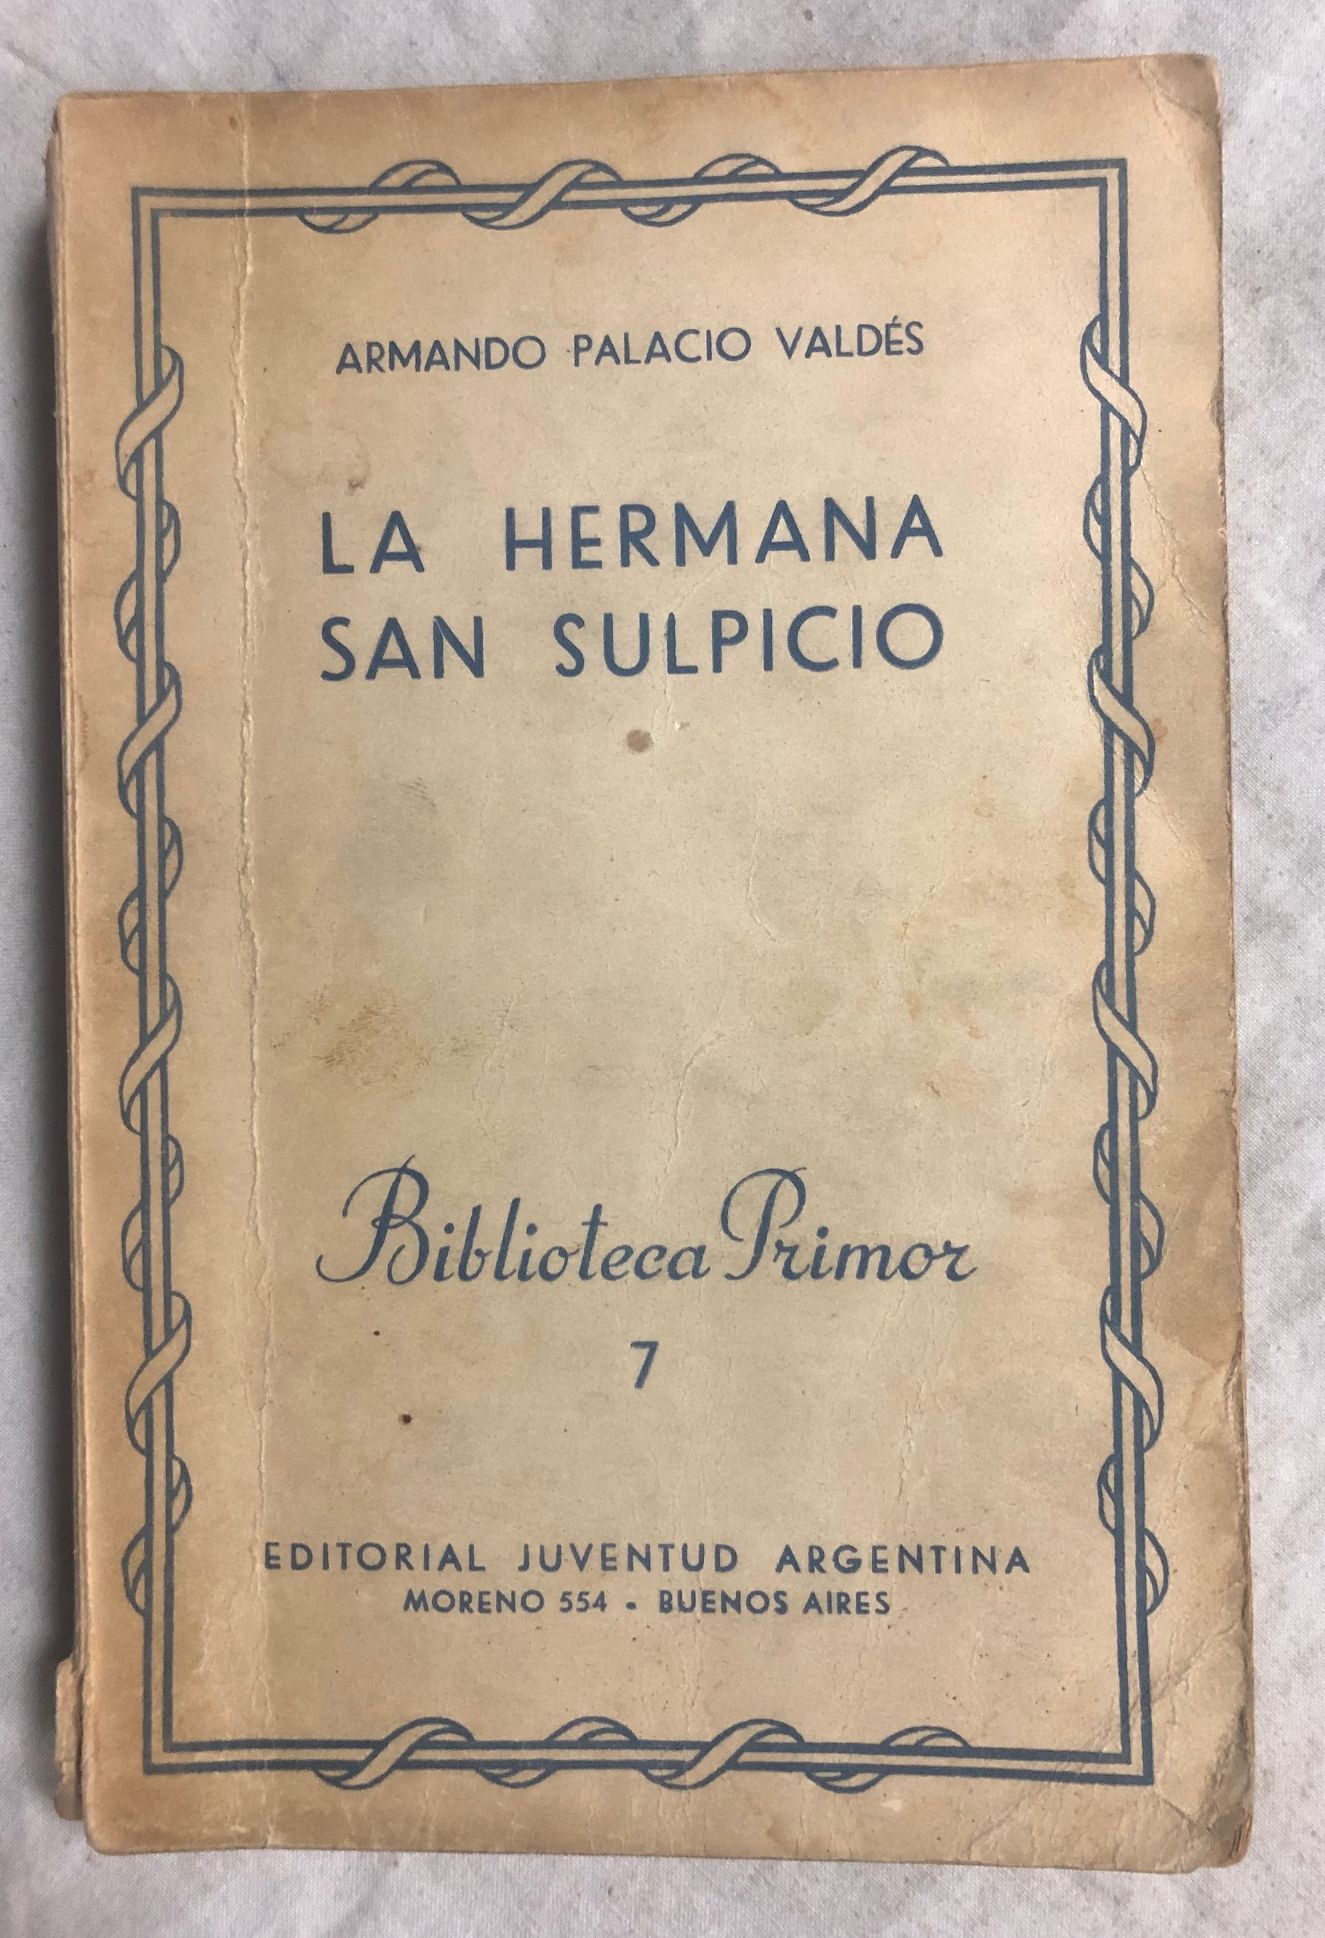 ARMANDO PALACIO VALDÉS
LA HERMANA
SAN SULPICIO
Biblioteca Primor
7
EDITORIAL JUVENTUD ARGENTINA
MORENO 554 - BUENOS AIRES